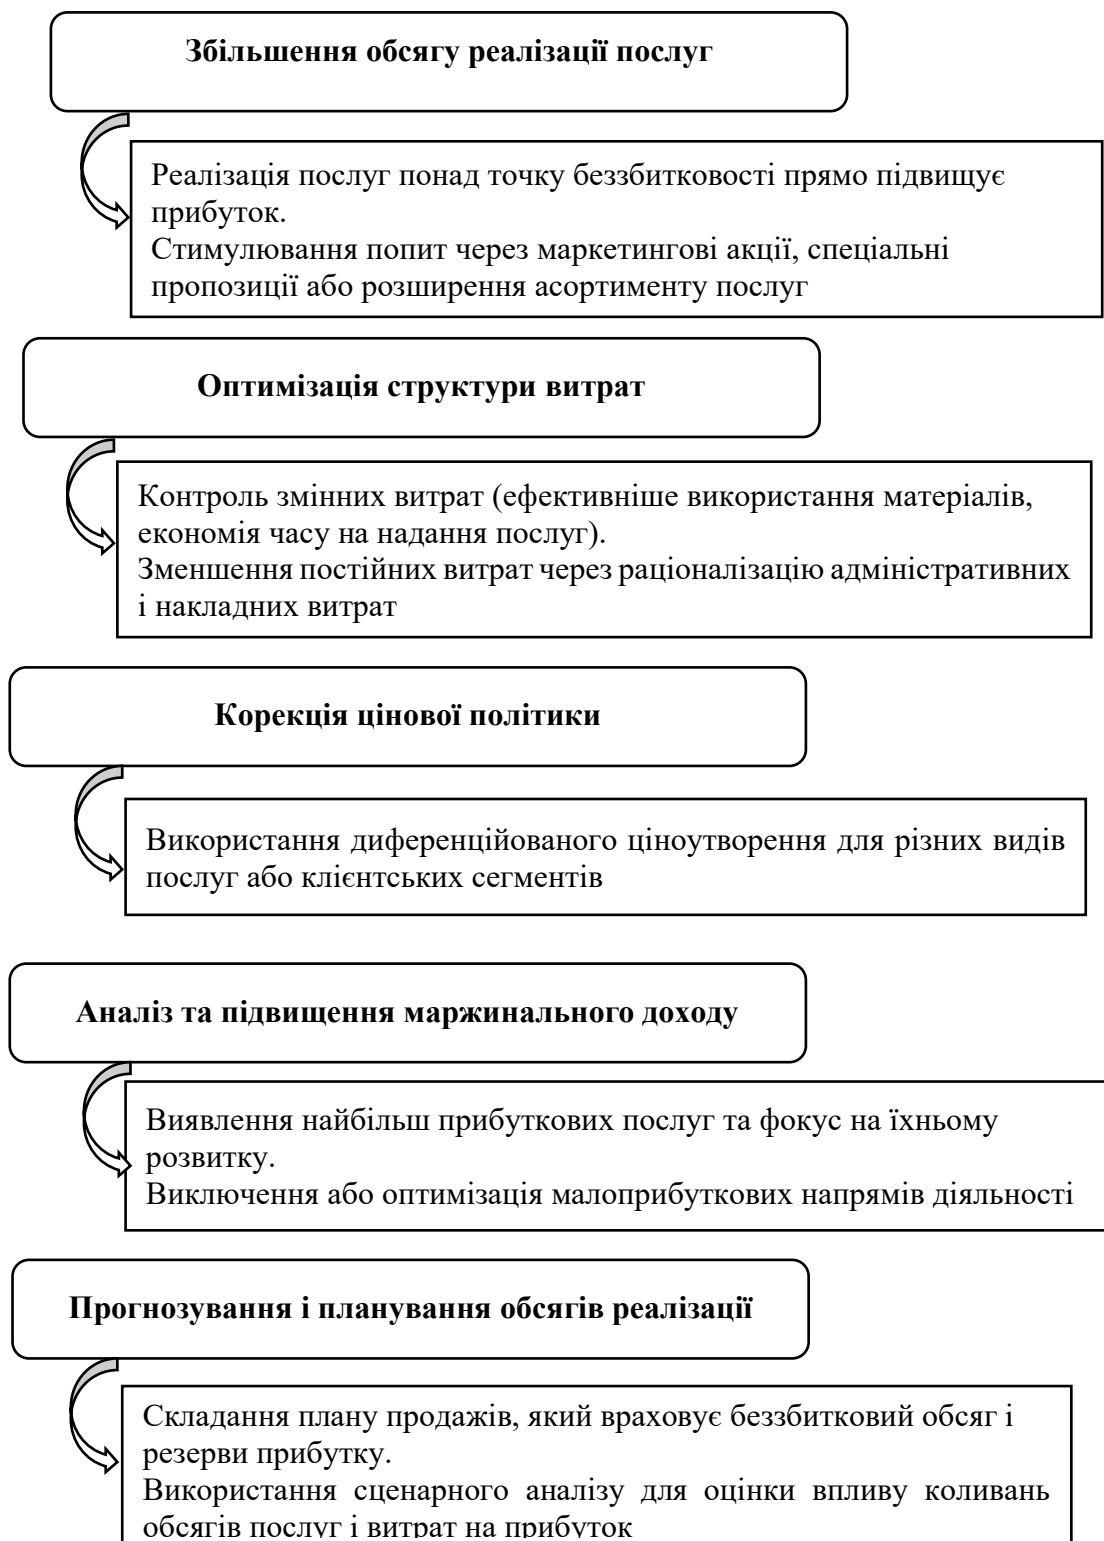 Збільшення обсягу реалізації послуг
Реалізація послуг понад точку беззбитковості прямо підвищує
прибуток.
Стимулювання попит через маркетингові акції, спеціальні
пропозиції або розширення асортименту послуг
Оптимізація структури витрат
Контроль змінних витрат (ефективніше використання матеріалів,
економія часу на надання послуг).
Зменшення постійних витрат через раціоналізацію адміністративних
і накладних витрат
Корекція цінової політики
Використання диференційованого ціноутворення для різних видів
послуг або клієнтських сегментів
Аналіз та підвищення маржинального доходу
Виявлення найбільш прибуткових послуг та фокус на їхньому
розвитку.
Виключення або оптимізація малоприбуткових напрямів діяльності
Прогнозування і планування обсягів реалізації
Складання плану продажів, який враховує беззбитковий обсяг і
резерви прибутку.
Використання сценарного аналізу для оцінки впливу коливань
обсягів послуг і витрат на прибуток